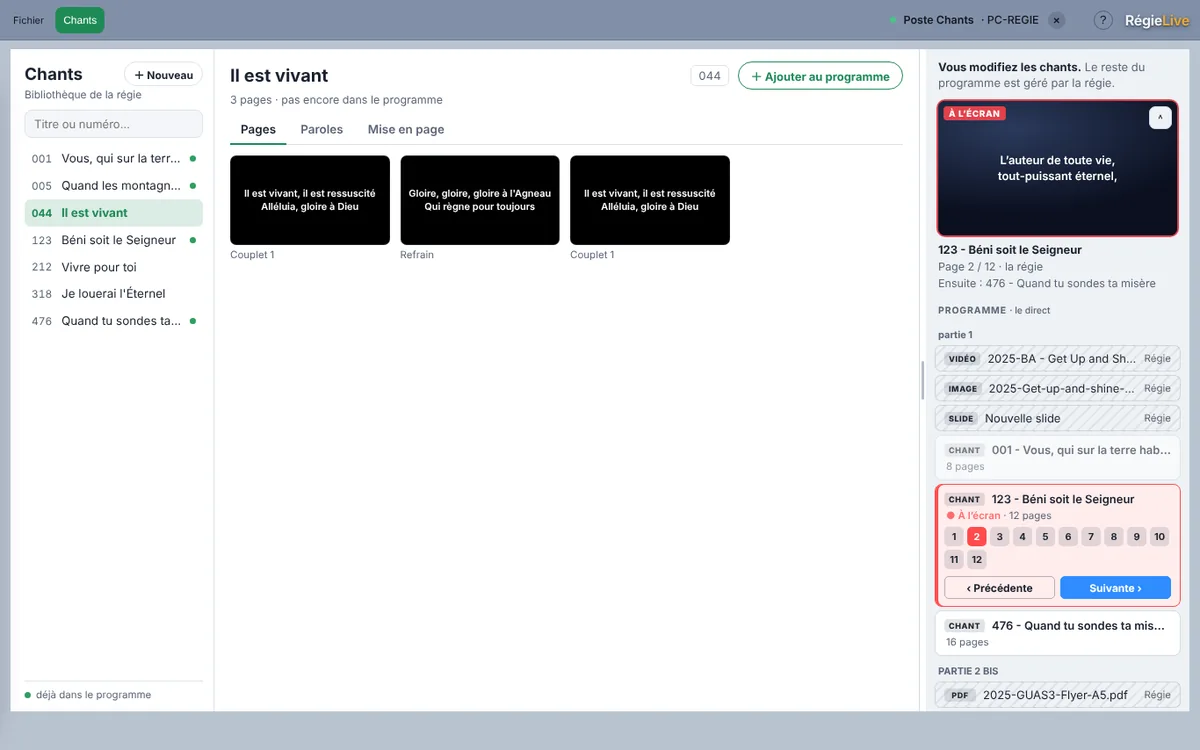 Fichier
Chants
Poste Chants · PC-REGIE ×
?
RégieLive
Chants
+ Nouveau
Bibliothèque de la régie
Titre ou numéro...
001 Vous, qui sur la terr...
005 Quand les montagn...
044 Il est vivant
123 Béni soit le Seigneur
212 Vivre pour toi
318 Je louerai l'Éternel
476 Quand tu sondes ta...
déjà dans le programme
Il est vivant
044
+ Ajouter au programme
3 pages · pas encore dans le programme
Pages
Paroles
Mise en page
Il est vivant, il est ressuscité
Alléluia, gloire à Dieu
Couplet 1
Gloire, gloire, gloire à l'Agneau
Qui règne pour toujours
Refrain
Il est vivant, il est ressuscité
Alléluia, gloire à Dieu
Couplet 1
Vous modifiez les chants. Le reste du
programme est géré par la régie.
À L'ÉCRAN
L'auteur de toute vie,
tout-puissant éternel,
123 - Béni soit le Seigneur
Page 2 / 12 · la régie
Ensuite : 476 - Quand tu sondes ta misère
PROGRAMME · le direct
partie 1
VIDÉO 2025-BA - Get Up and Sh... Régie
IMAGE 2025-Get-up-and-shine-... Régie
SLIDE Nouvelle slide Régie
CHANT 001 - Vous, qui sur la terre hab...
8 pages
CHANT 123 - Béni soit le Seigneur
À l'écran · 12 pages
1 2 3 4 5 6 7 8 9 10
11 12
‹ Précédente
Suivante ›
CHANT 476 - Quand tu sondes ta mis...
16 pages
PARTIE 2 BIS
PDF 2025-GUAS3-Flyer-A5.pdf Régie